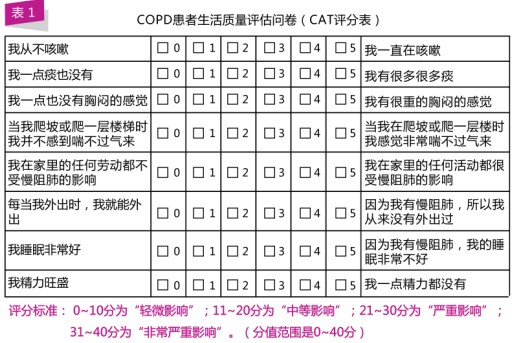 表 1
COPD患者生活质量评估问卷（CAT评分表）
我从不咳嗽 □ 0 □ 1 □ 2 □ 3 □ 4 □ 5 我一直在咳嗽
我一点痰也没有 □ 0 □ 1 □ 2 □ 3 □ 4 □ 5 我有很多很多痰
我一点也没有胸闷的感觉 □ 0 □ 1 □ 2 □ 3 □ 4 □ 5 我有很重的胸闷的感觉
当我爬坡或爬一层楼梯时 当我在爬坡或爬一层楼时
我并不感到喘不过气来 □ 0 □ 1 □ 2 □ 3 □ 4 □ 5 我感觉非常喘不过气来
我在家里的任何劳动都不 我在家里的任何活动都很
受慢阻肺的影响 □ 0 □ 1 □ 2 □ 3 □ 4 □ 5 受慢阻肺的影响
每当我外出时，我就能外 因为我有慢阻肺，所以我
出 □ 0 □ 1 □ 2 □ 3 □ 4 □ 5 从来没有外出过
我睡眠非常好 □ 0 □ 1 □ 2 □ 3 □ 4 □ 5 因为我有慢阻肺，我的睡
眠非常不好
我精力旺盛 □ 0 □ 1 □ 2 □ 3 □ 4 □ 5 我一点精力都没有
评分标准：0~10分为“轻微影响”；11~20分为“中等影响”；21~30分为“严重影响”；
31~40分为“非常严重影响”。（分值范围是0~40分）